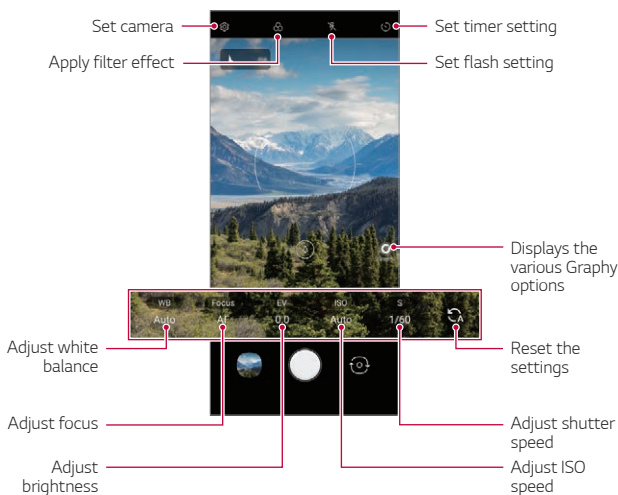 Set camera
Set timer setting
Apply filter effect
Set flash setting
Displays the
various Graphy
options
WB Focus EV ISO S
Auto AF 0.0 Auto 1/60
A
Adjust white
balance
Reset the
settings
Adjust focus
Adjust shutter
speed
Adjust
brightness
Adjust ISO
speed